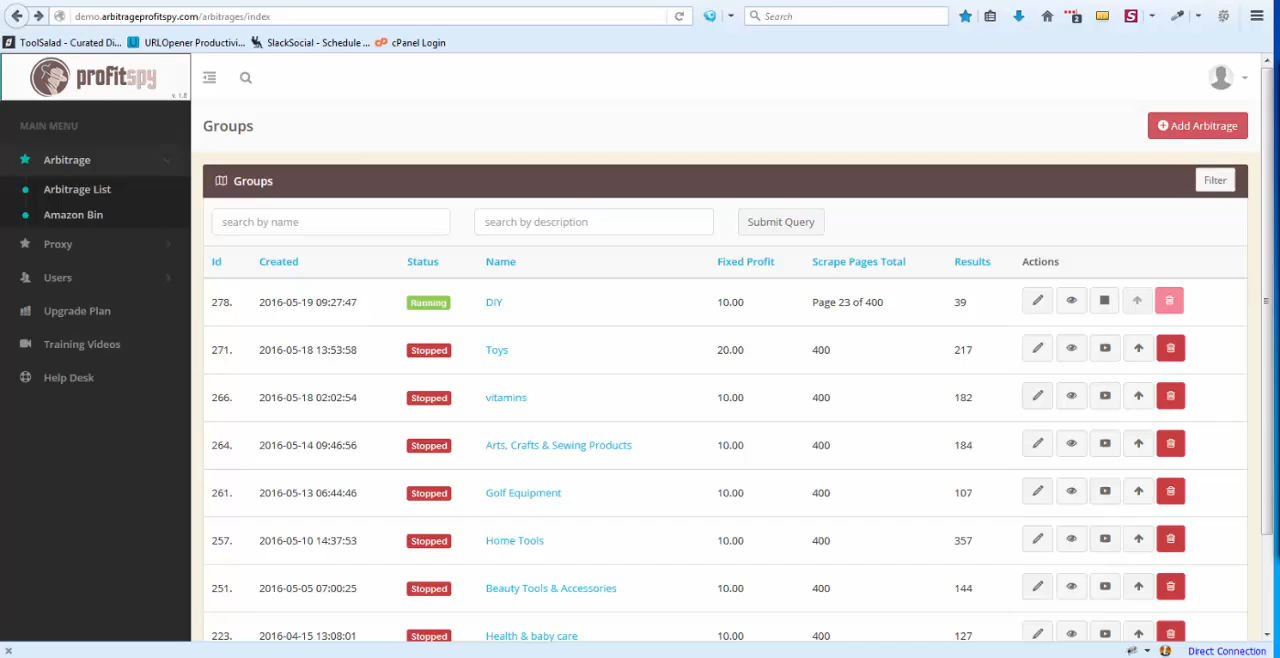 demo.arbitrageprofitspy.com/arbitrages/index
Search
2
S
ToolSalad - Curated Di... URLOpener Productivi... SlackSocial - Schedule ... cPanel Login
profitspy
v. 1.8
MAIN MENU
Arbitrage
Arbitrage List
Amazon Bin
Proxy
Users
Upgrade Plan
Training Videos
Help Desk
Groups
Add Arbitrage
Groups
Filter
search by name search by description Submit Query
Id Created Status Name Fixed Profit Scrape Pages Total Results Actions
278. 2016-05-19 09:27:47 Running DIY 10.00 Page 23 of 400 39
271. 2016-05-18 13:53:58 Stopped Toys 20.00 400 217
266. 2016-05-18 02:02:54 Stopped vitamins 10.00 400 182
264. 2016-05-14 09:46:56 Stopped Arts, Crafts & Sewing Products 10.00 400 184
261. 2016-05-13 06:44:46 Stopped Golf Equipment 10.00 400 107
257. 2016-05-10 14:37:53 Stopped Home Tools 10.00 400 357
251. 2016-05-05 07:00:25 Stopped Beauty Tools & Accessories 10.00 400 144
223. 2016-04-15 13:08:01 Stopped Health & baby care 10.00 400 127
Direct Connection